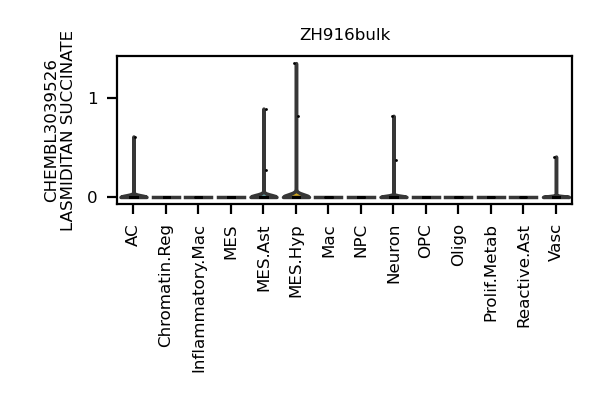 ZH916bulk
CHEMBL3039526
LASMIDITAN SUCCINATE
1
0
AC
Chromatin.Reg
Inflammatory.Mac
MES
MES.Ast
MES.Hyp
Mac
NPC
Neuron
OPC
Oligo
Prolif.Metab
Reactive.Ast
Vasc